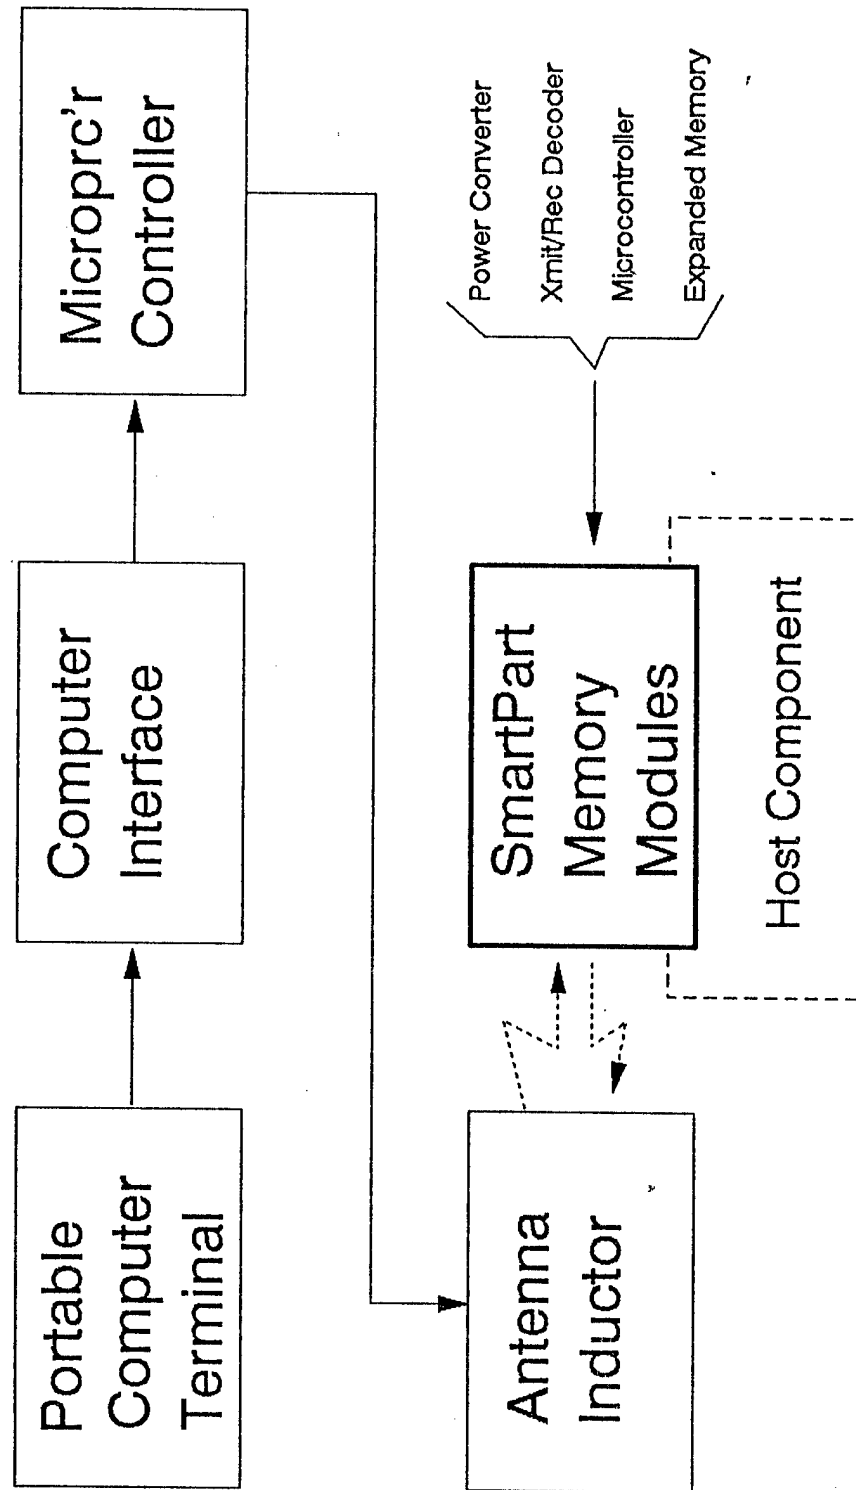 Portable
Computer
Terminal
Computer
Interface
Microprc'r
Controller
Antenna
Inductor
SmartPart
Memory
Modules
Host Component
Power Converter
Xmit/Rec Decoder
Microcontroller
Expanded Memory